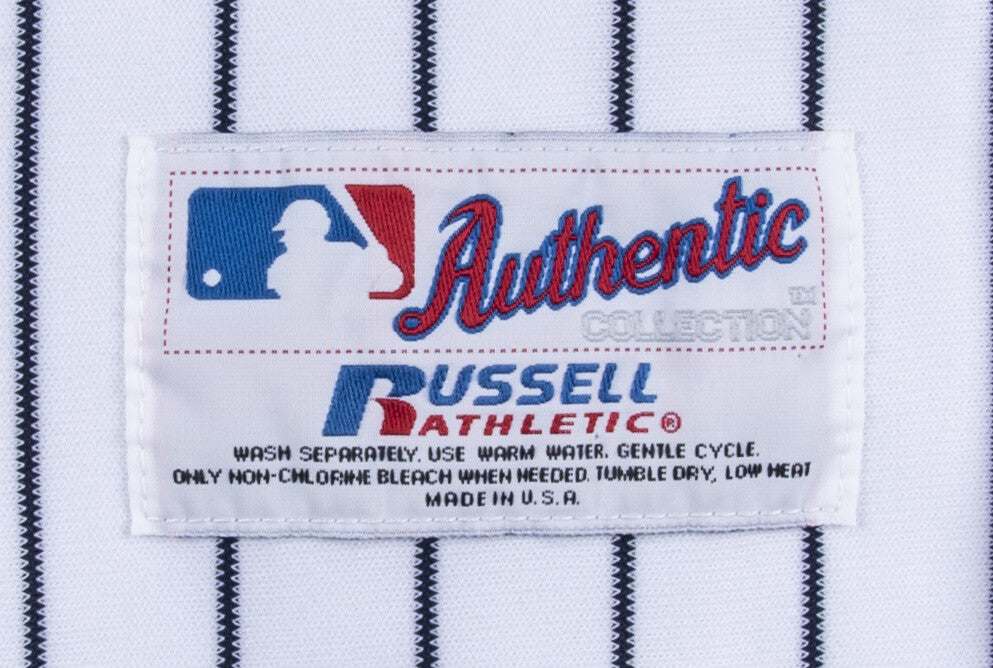 Authentic
COLLECTION™
RUSSELL
ATHLETIC®
WASH SEPARATELY. USE WARM WATER. GENTLE CYCLE.
ONLY NON-CHLORINE BLEACH WHEN NEEDED. TUMBLE DRY, LOW HEAT
MADE IN U.S.A.